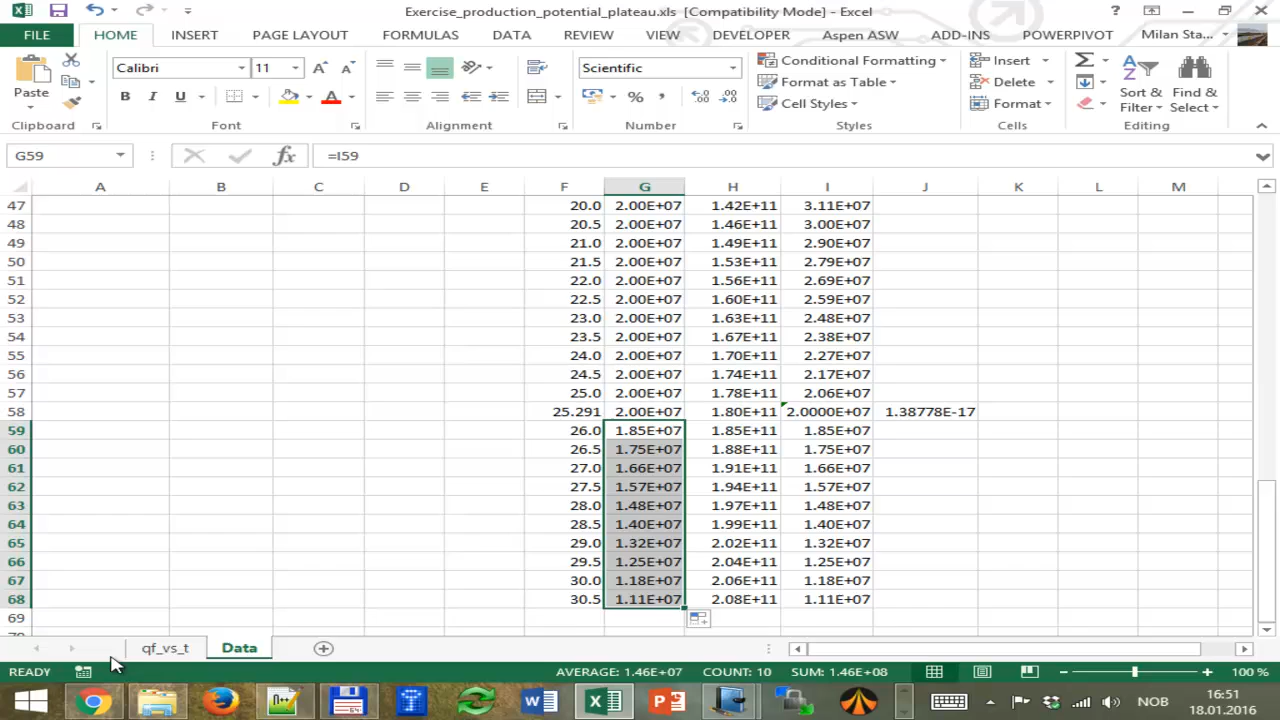 Exercise_production_potential_plateau.xls [Compatibility Mode] - Excel
FILE HOME INSERT PAGE LAYOUT FORMULAS DATA REVIEW VIEW DEVELOPER Aspen ASW ADD-INS POWERPIVOT Milan Sta...
Calibri 11 Scientific Conditional Formatting Insert
Paste Format as Table Delete Sort & Find &
B I U % Cell Styles Format Filter Select
Clipboard Font Alignment Number Styles Cells Editing
G59 fx =I59
A B C D E F G H I J K L M
47 20.0 2.00E+07 1.42E+11 3.11E+07
48 20.5 2.00E+07 1.46E+11 3.00E+07
49 21.0 2.00E+07 1.49E+11 2.90E+07
50 21.5 2.00E+07 1.53E+11 2.79E+07
51 22.0 2.00E+07 1.56E+11 2.69E+07
52 22.5 2.00E+07 1.60E+11 2.59E+07
53 23.0 2.00E+07 1.63E+11 2.48E+07
54 23.5 2.00E+07 1.67E+11 2.38E+07
55 24.0 2.00E+07 1.70E+11 2.27E+07
56 24.5 2.00E+07 1.74E+11 2.17E+07
57 25.0 2.00E+07 1.78E+11 2.06E+07
58 25.291 2.00E+07 1.80E+11 2.0000E+07 1.38778E-17
59 26.0 1.85E+07 1.85E+11 1.85E+07
60 26.5 1.75E+07 1.88E+11 1.75E+07
61 27.0 1.66E+07 1.91E+11 1.66E+07
62 27.5 1.57E+07 1.94E+11 1.57E+07
63 28.0 1.48E+07 1.97E+11 1.48E+07
64 28.5 1.40E+07 1.99E+11 1.40E+07
65 29.0 1.32E+07 2.02E+11 1.32E+07
66 29.5 1.25E+07 2.04E+11 1.25E+07
67 30.0 1.18E+07 2.06E+11 1.18E+07
68 30.5 1.11E+07 2.08E+11 1.11E+07
69
qf_vs_t Data
READY AVERAGE: 1.46E+07 COUNT: 10 SUM: 1.46E+08 100 %
NOB 16:51
18.01.2016